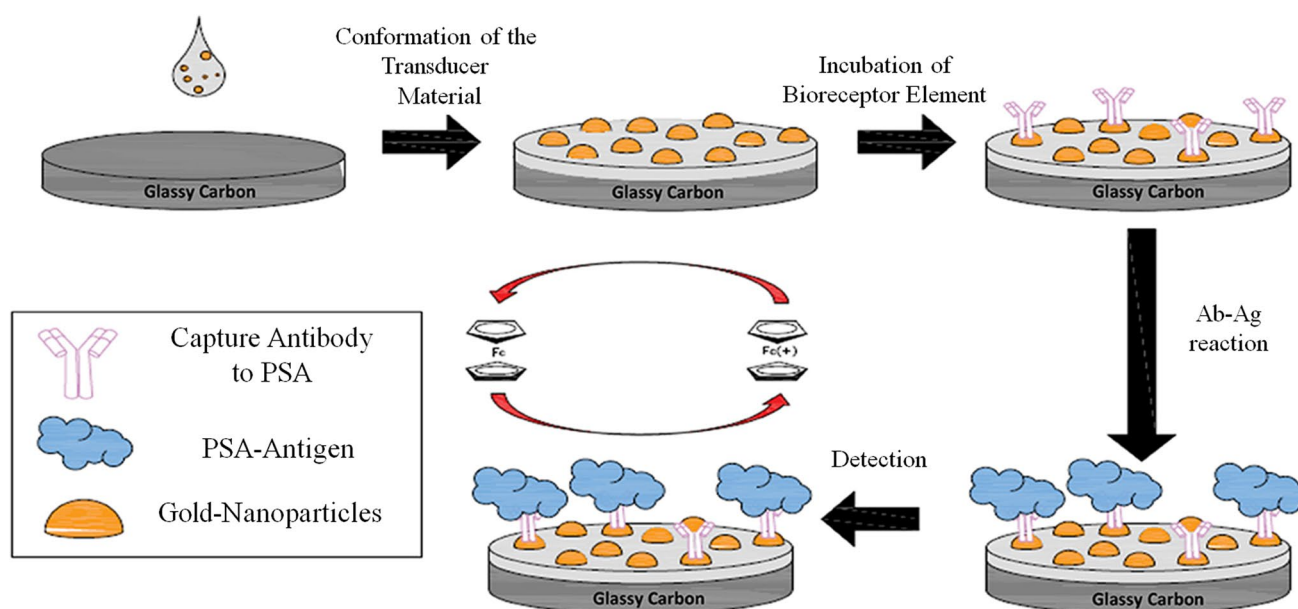 Conformation of the
Transducer
Material
Incubation of
Bioreceptor Element
Glassy Carbon
Glassy Carbon
Glassy Carbon
Ab-Ag
reaction
Fc
Fc(+)
Capture Antibody
to PSA
PSA-Antigen
Gold-Nanoparticles
Detection
Glassy Carbon
Glassy Carbon